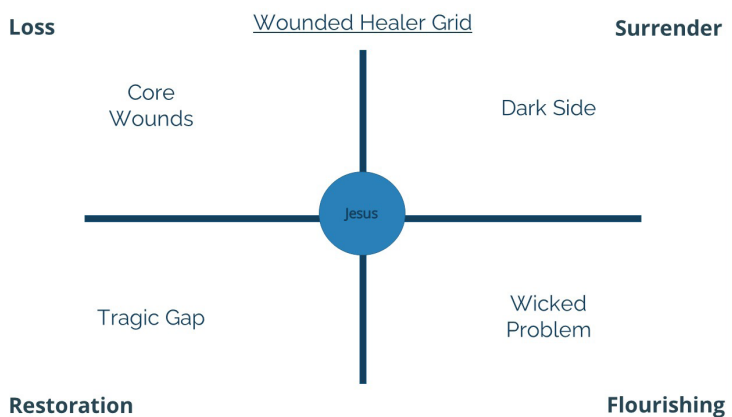 Loss
Wounded Healer Grid
Surrender
Core
Wounds
Dark Side
Jesus
Tragic Gap
Wicked
Problem
Restoration
Flourishing